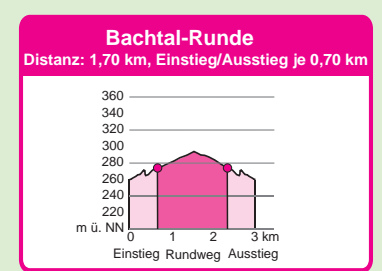 Bachtal-Runde
Distanz: 1,70 km, Einstieg/Ausstieg je 0,70 km
360
340
320
300
280
260
240
220
m ü. NN
0 1 2 3 km
Einstieg Rundweg Ausstieg